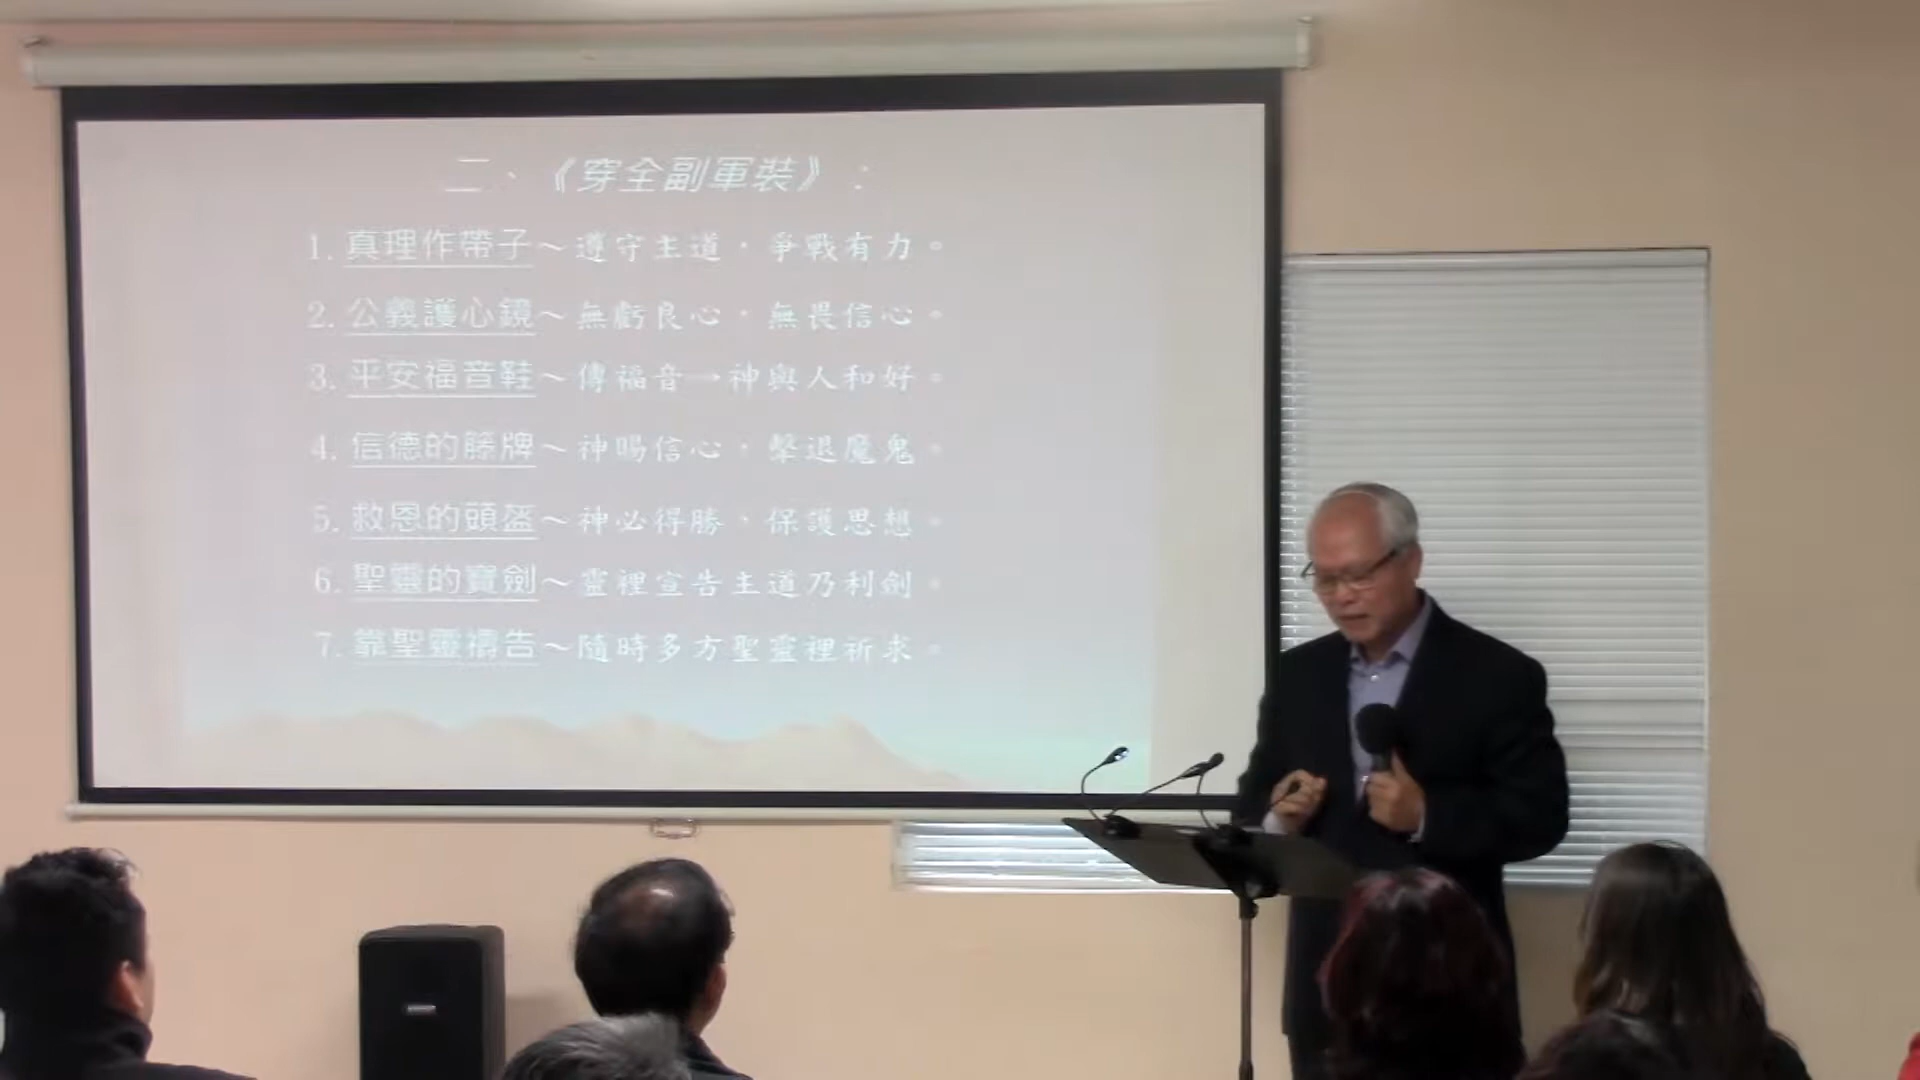 二、《穿全副軍裝》：
1. 真理作帶子～遵守主道，爭戰有力。
2. 公義護心鏡～無虧良心，無畏信心。
3. 平安福音鞋～傳福音→神與人和好。
4. 信德的籐牌～神賜信心，擊退魔鬼。
5. 救恩的頭盔～神必得勝，保護思想。
6. 聖靈的寶劍～靈裡宣告主道乃利劍。
7. 靠聖靈禱告～隨時多方聖靈裡祈求。